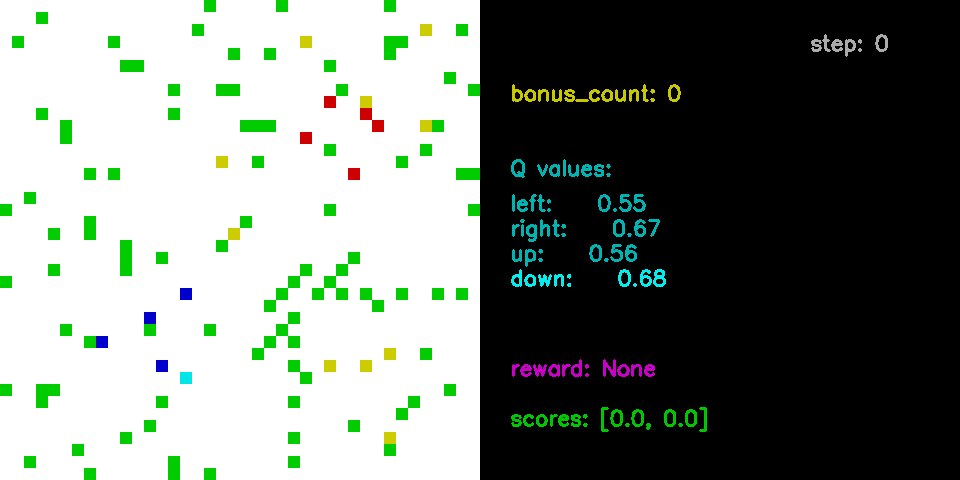 step: 0
bonus_count: 0
Q values:
left: 0.55
right: 0.67
up: 0.56
down: 0.68
reward: None
scores: [0.0, 0.0]